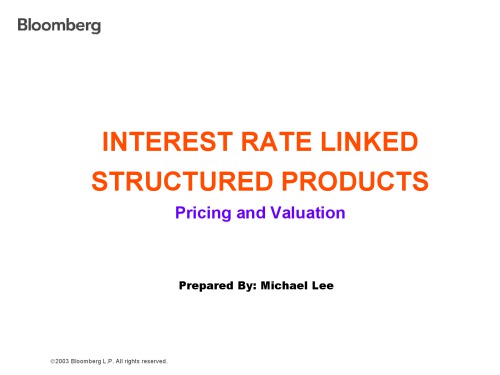 Bloomberg
INTEREST RATE LINKED
STRUCTURED PRODUCTS
Pricing and Valuation
Prepared By: Michael Lee
©2003 Bloomberg L.P. All rights reserved.